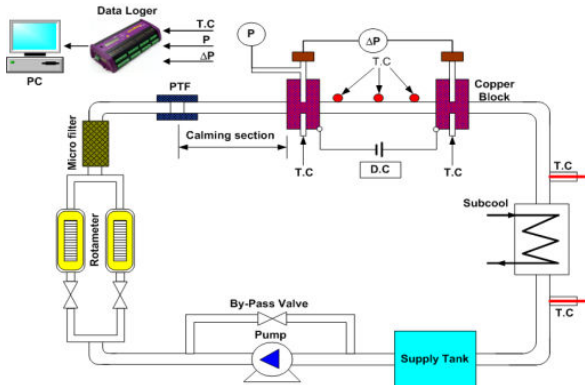 Data Loger
T.C
P
ΔP
PC
P
ΔP
T.C
Copper
Block
PTF
Calming section
T.C
D.C
T.C
Micro filter
Rotameter
T.C
Subcool
T.C
By-Pass Valve
Pump
Supply Tank